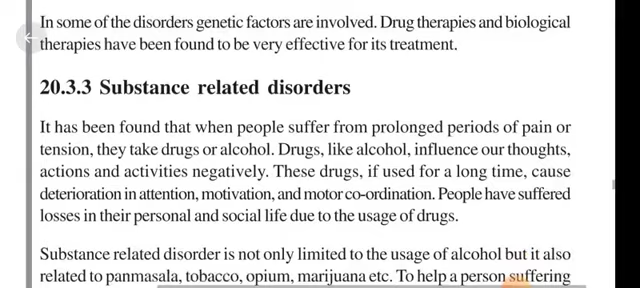 In some of the disorders genetic factors are involved. Drug therapies and biological
therapies have been found to be very effective for its treatment.
20.3.3 Substance related disorders
It has been found that when people suffer from prolonged periods of pain or
tension, they take drugs or alcohol. Drugs, like alcohol, influence our thoughts,
actions and activities negatively. These drugs, if used for a long time, cause
deterioration in attention, motivation, and motor co-ordination. People have suffered
losses in their personal and social life due to the usage of drugs.
Substance related disorder is not only limited to the usage of alcohol but it also
related to panmasala, tobacco, opium, marijuana etc. To help a person suffering